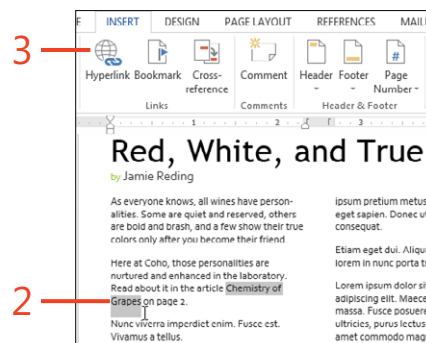 E INSERT DESIGN PAGE LAYOUT REFERENCES MAIL
3
Hyperlink Bookmark Cross-reference Comment Header Footer Page Number
Links Comments Header & Footer
1 2 3
Red, White, and True
by Jamie Reding
As everyone knows, all wines have person-
alities. Some are quiet and reserved, others
are bold and brash, and a few show their true
colors only after you become their friend.
Here at Coho, those personalities are
nurtured and enhanced in the laboratory.
Read about it in the article Chemistry of
2
Grapes on page 2.
Nunc viverra imperdiet enim. Fusce est.
Vivamus a tellus.
ipsum pretium metus
eget sapien. Donec u
consequat.
Etiam eget dui. Aliqu
lorem in nunc porta t
Lorem ipsum dolor si
adipiscing elit. Maece
massa. Fusce posuere
ultricies, purus lectus
amet commodo mag